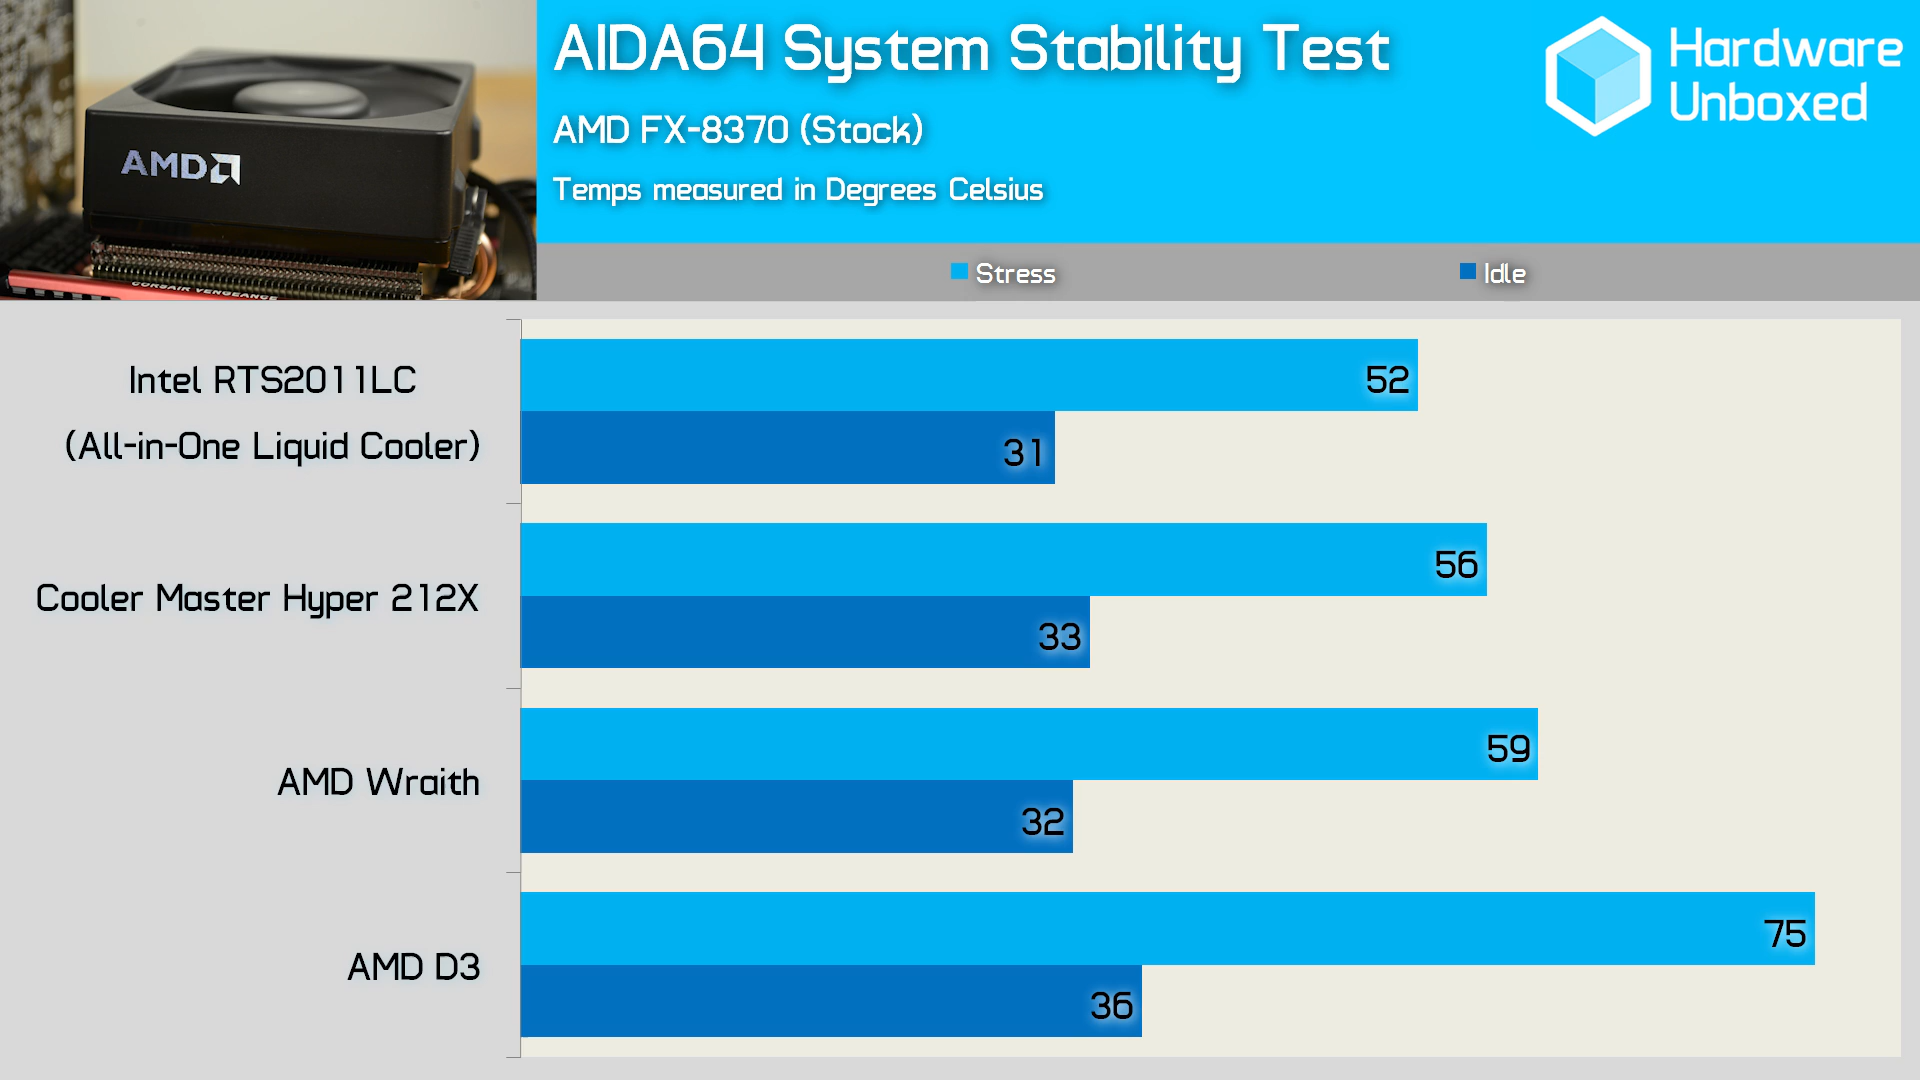 AIDA64 System Stability Test
Hardware
Unboxed
AMD FX-8370 (Stock)
Temps measured in Degrees Celsius
AMD
CORSAIR VENGEANCE
Stress
Idle
Intel RTS2011LC
(All-in-One Liquid Cooler)
52
31
Cooler Master Hyper 212X
56
33
AMD Wraith
59
32
AMD D3
75
36